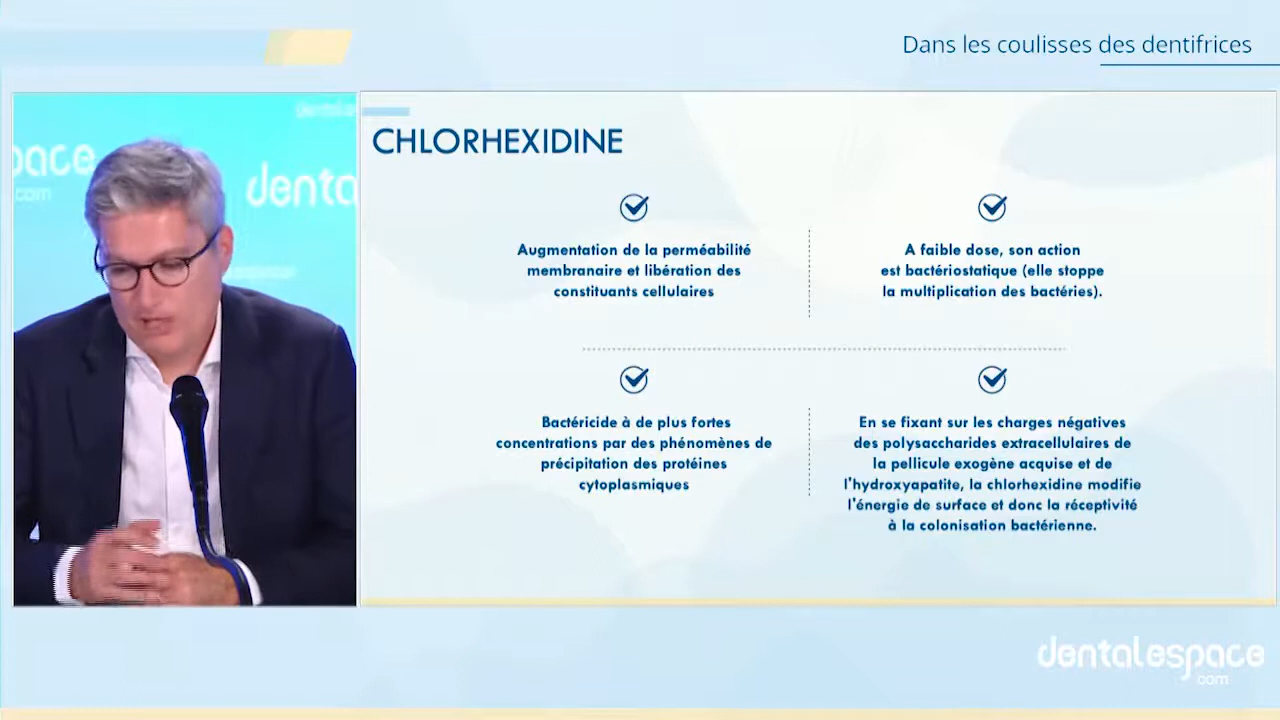 Dans les coulisses des dentifrices
pace
com
denta
CHLORHEXIDINE
Augmentation de la perméabilité
membranaire et libération des
constituants cellulaires
A faible dose, son action
est bactériostatique (elle stoppe
la multiplication des bactéries).
Bactéricide à de plus fortes
concentrations par des phénomènes de
précipitation des protéines
cytoplasmiques
En se fixant sur les charges négatives
des polysaccharides extracellulaires de
la pellicule exogène acquise et de
l'hydroxyapatite, la chlorhexidine modifie
l'énergie de surface et donc la réceptivité
à la colonisation bactérienne.
dentalespace
com